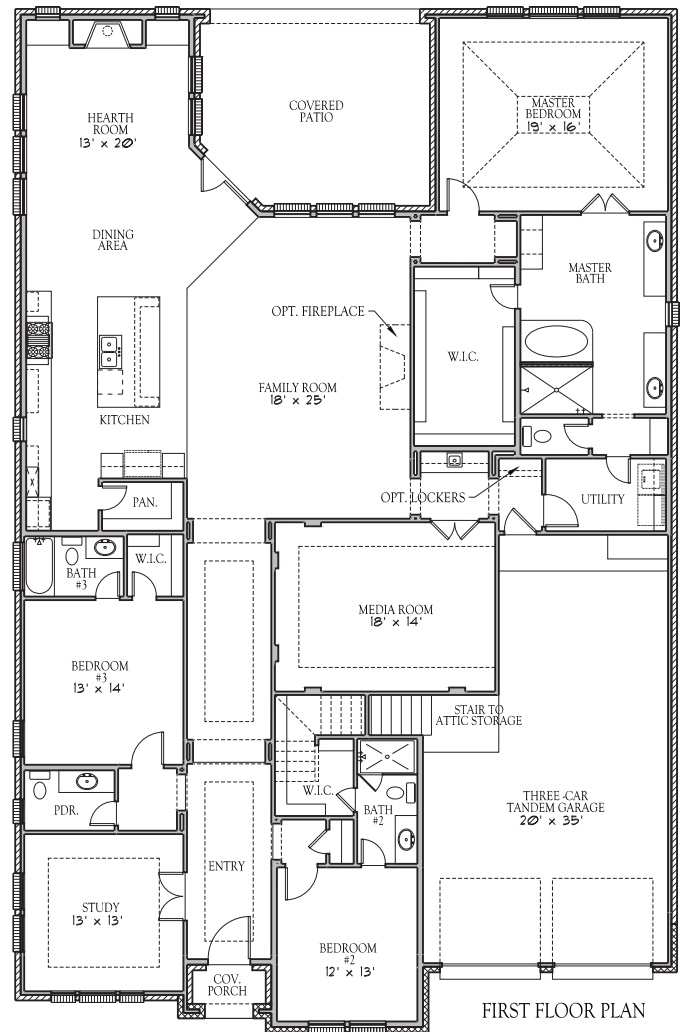 HEARTH
ROOM
13' x 20'
COVERED
PATIO
MASTER
BEDROOM
19' x 16'
DINING
AREA
MASTER
BATH
OPT. FIREPLACE
W.I.C.
FAMILY ROOM
18' x 25'
KITCHEN
PAN.
OPT. LOCKERS
UTILITY
BATH
#3
W.I.C.
MEDIA ROOM
18' x 14'
BEDROOM
#3
13' x 14'
STAIR TO
ATTIC STORAGE
W.I.C.
PDR.
BATH
#2
THREE-CAR
TANDEM GARAGE
20' x 35'
ENTRY
STUDY
13' x 13'
BEDROOM
#2
12' x 13'
COV.
PORCH
FIRST FLOOR PLAN